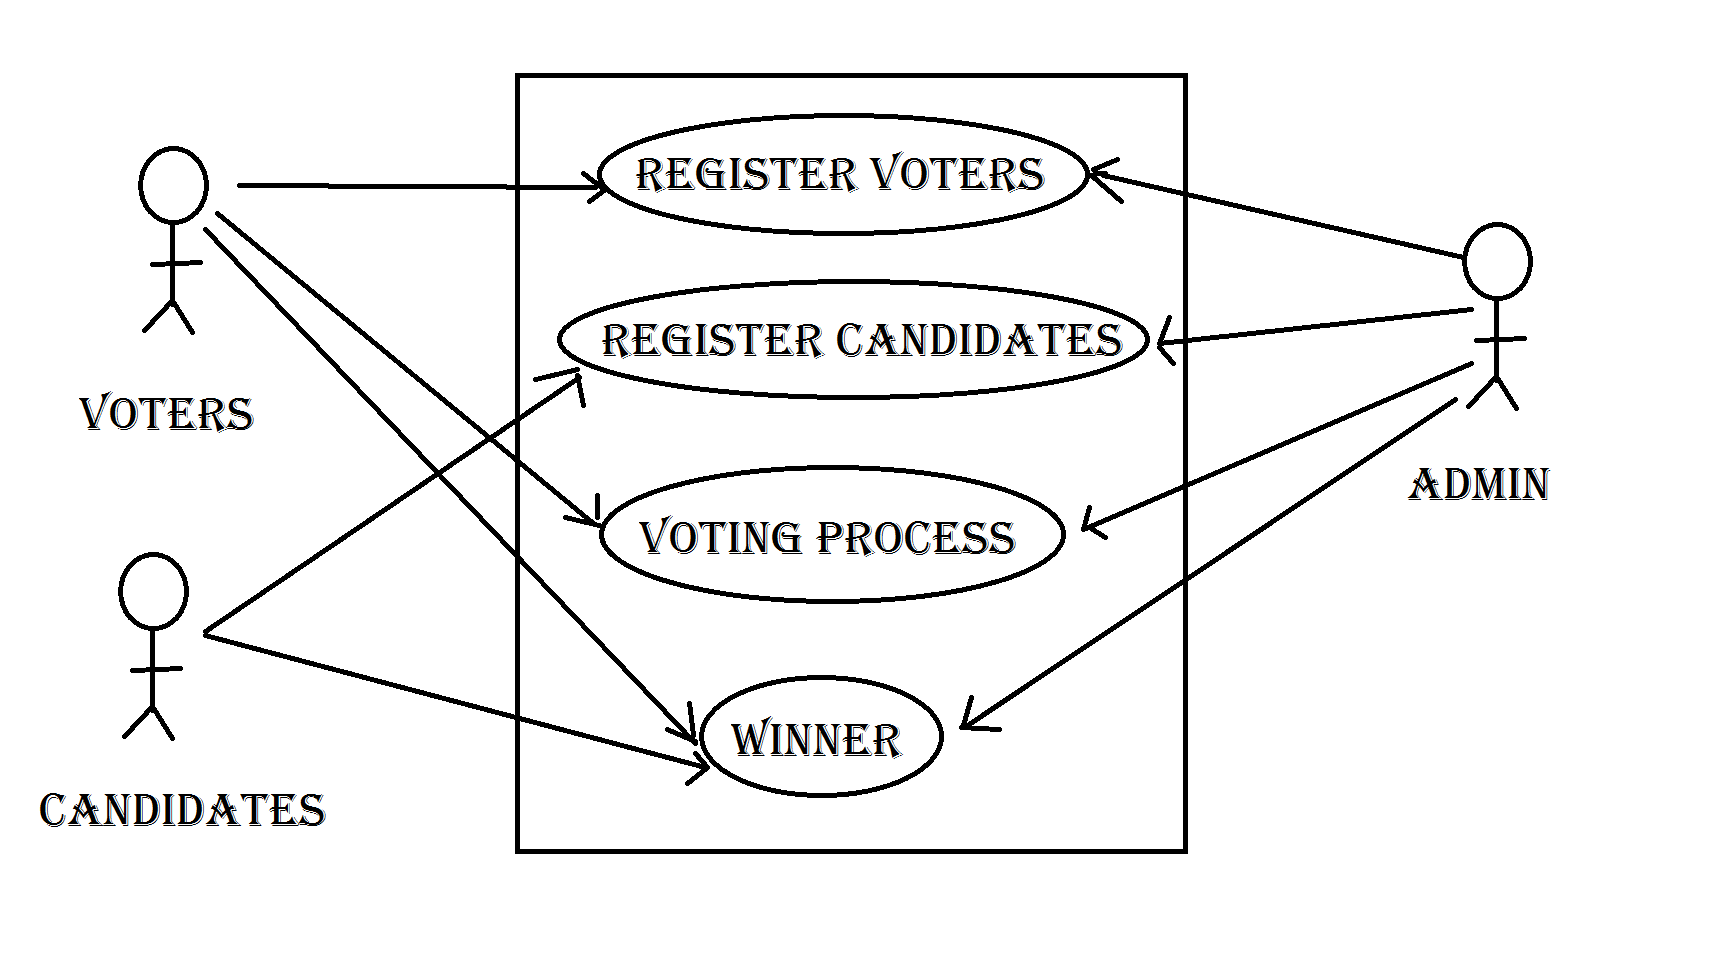 REGISTER VOTERS
REGISTER CANDIDATES
VOTERS
ADMIN
VOTING PROCESS
WINNER
CANDIDATES